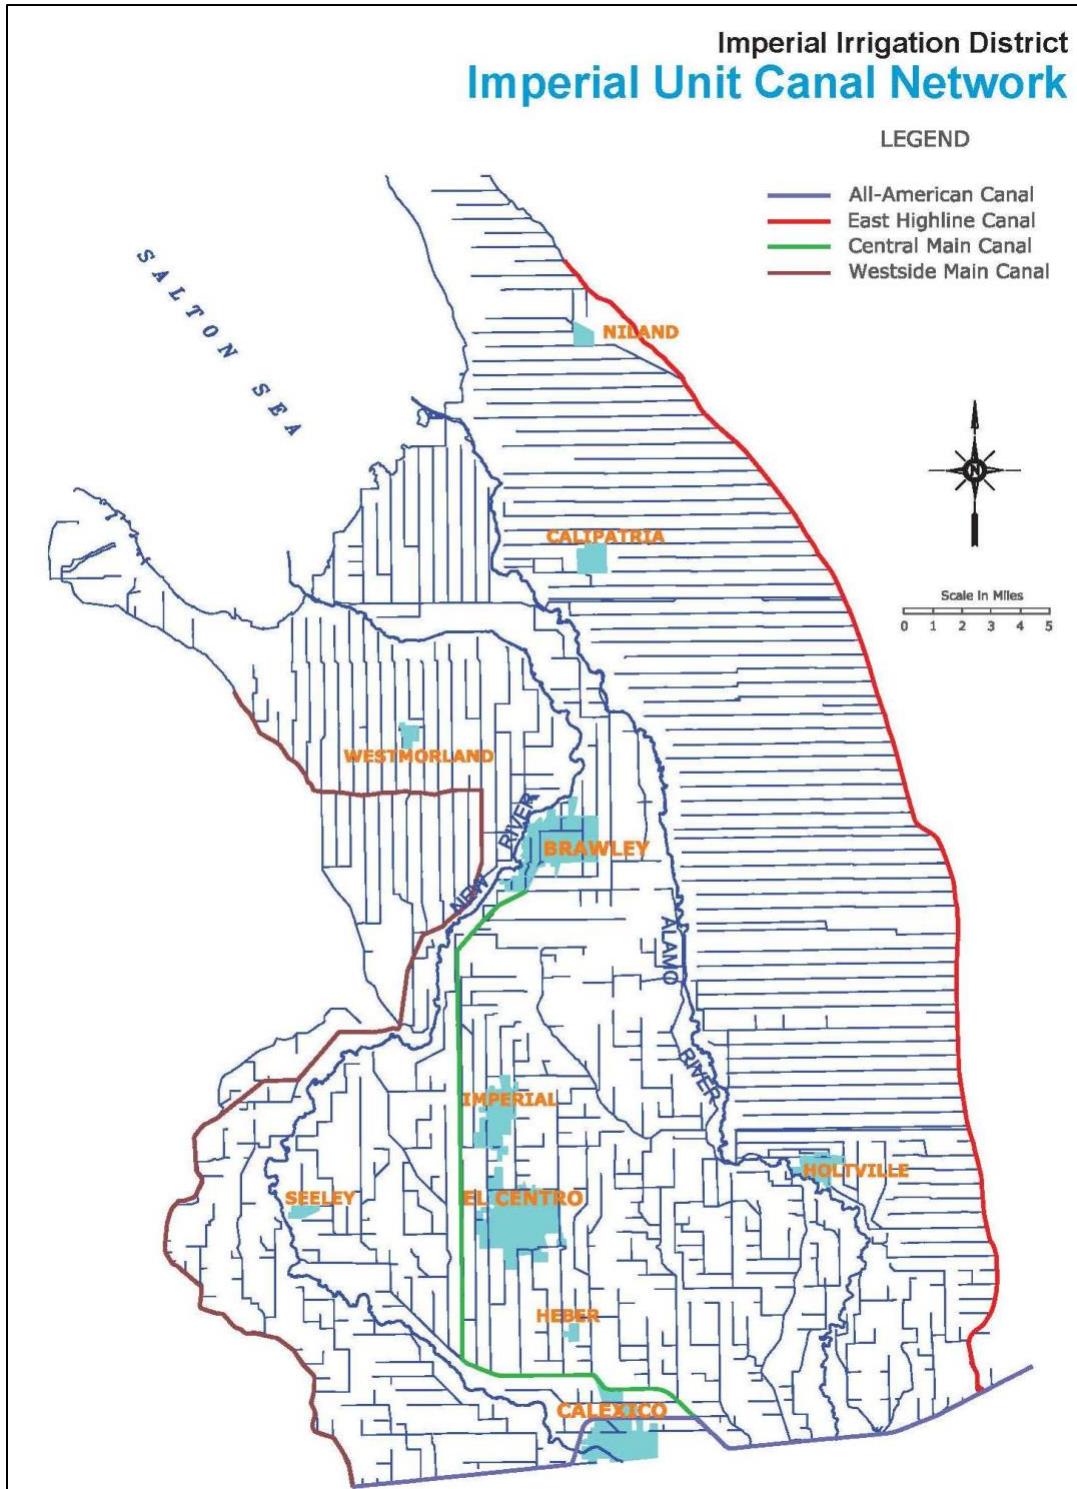 Imperial Irrigation District
Imperial Unit Canal Network
LEGEND
All-American Canal
East Highline Canal
Central Main Canal
Westside Main Canal
SALTON SEA
NILAND
N
CALIPATRIA
Scale In Miles
0 1 2 3 4 5
WESTMORLAND
NEW RIVER
BRAWLEY
ALAMO RIVER
IMPERIAL
HOLTVILLE
SEELEY
EL CENTRO
HEBER
CALEXICO